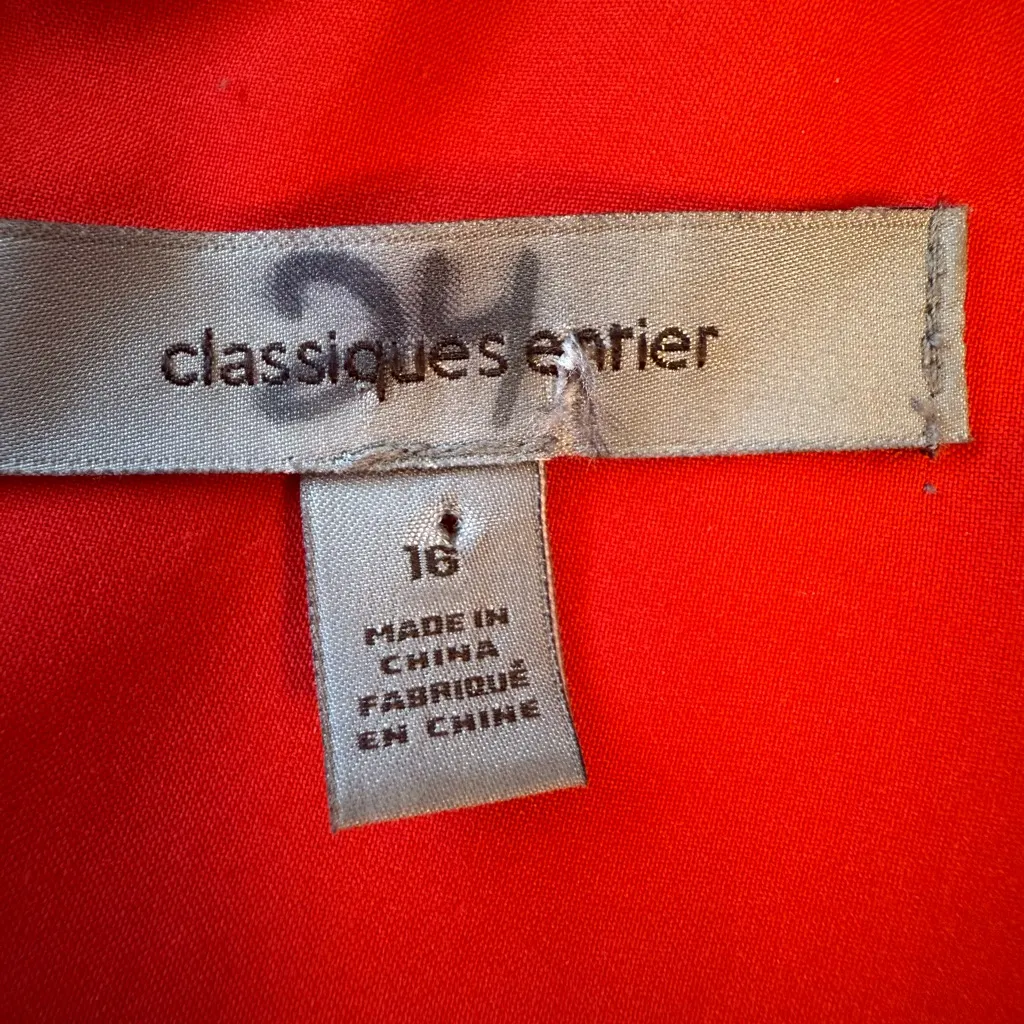 24
classiques entier
16
MADE IN
CHINA
FABRIQUÉ
EN CHINE